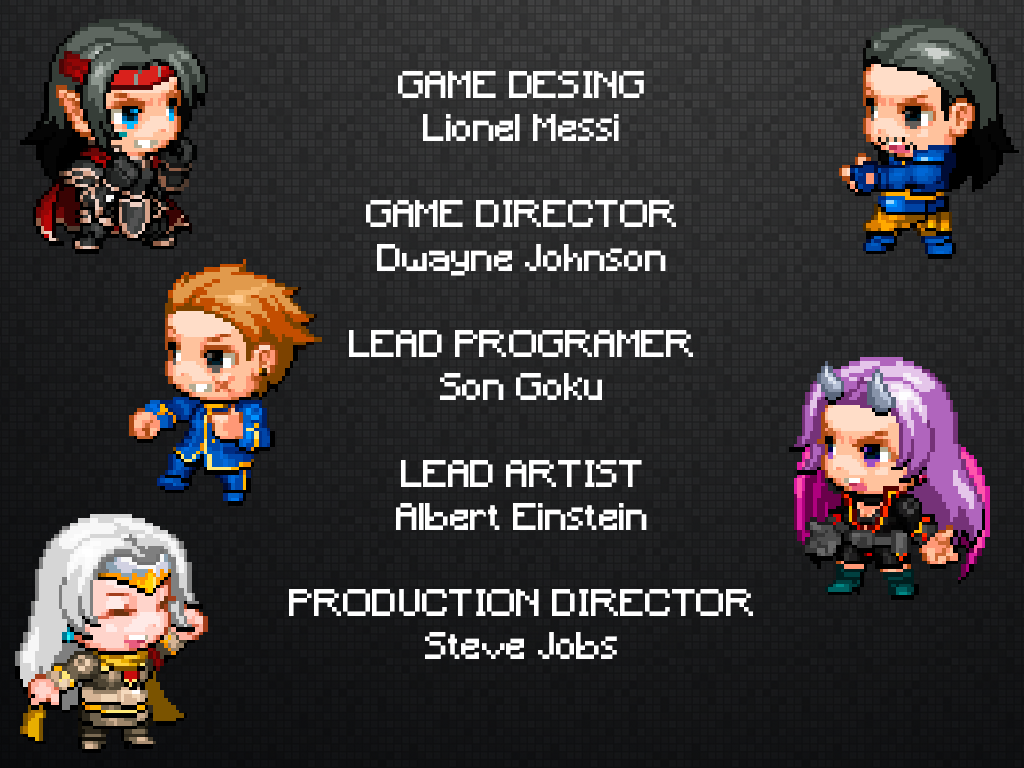 GAME DESING
Lionel Messi
GAME DIRECTOR
Dwayne Johnson
LEAD PROGRAMER
Son Goku
LEAD ARTIST
Albert Einstein
PRODUCTION DIRECTOR
Steve Jobs